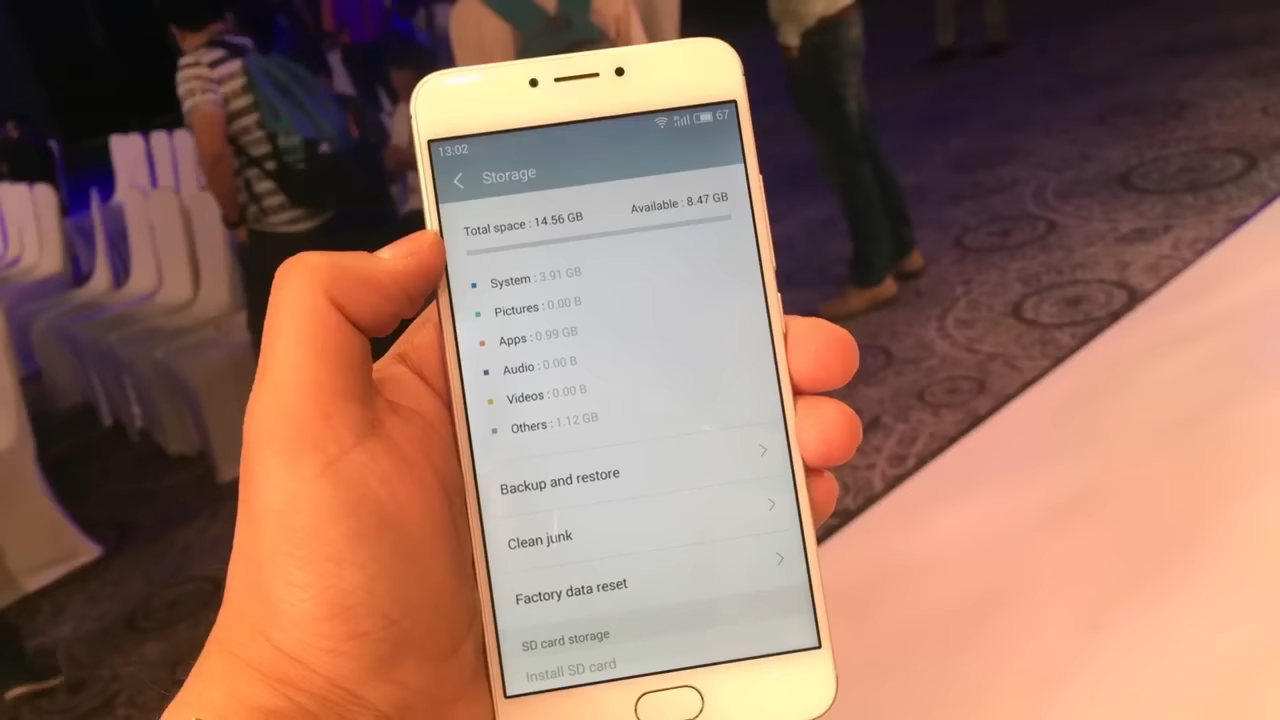 13:02 67
Storage
Total space : 14.56 GB Available : 8.47 GB
System : 3.91 GB
Pictures : 0.00 B
Apps : 0.99 GB
Audio : 0.00 B
Videos : 0.00 B
Others : 1.12 GB
Backup and restore
Clean junk
Factory data reset
SD card storage
Install SD card